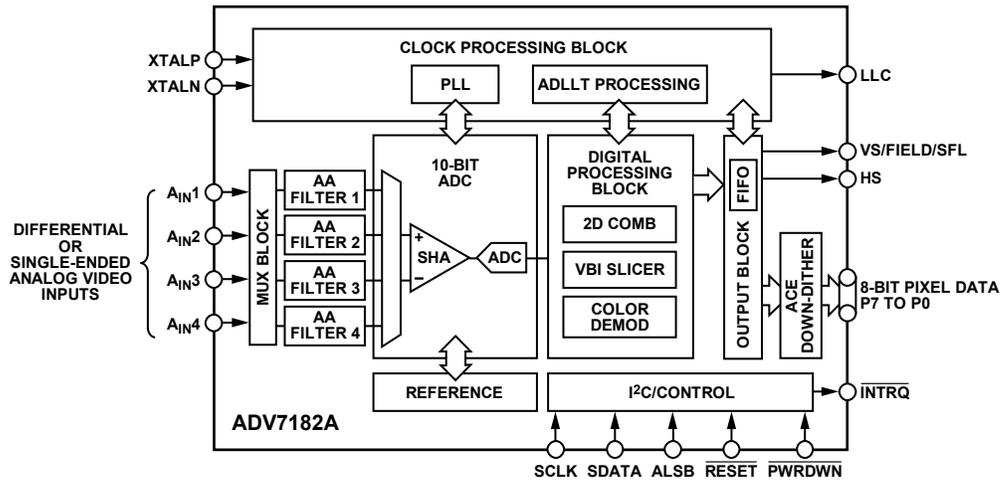 CLOCK PROCESSING BLOCK
XTALP
XTALN
PLL
ADLLT PROCESSING
LLC
10-BIT
ADC
DIGITAL
PROCESSING
BLOCK
VS/FIELD/SFL
HS
FIFO
OUTPUT BLOCK
DIFFERENTIAL
OR
SINGLE-ENDED
ANALOG VIDEO
INPUTS
AIN1
AIN2
AIN3
AIN4
MUX BLOCK
AA
FILTER 1
AA
FILTER 2
AA
FILTER 3
AA
FILTER 4
+
SHA
–
ADC
2D COMB
VBI SLICER
COLOR
DEMOD
ACE
DOWN-DITHER
8-BIT PIXEL DATA
P7 TO P0
REFERENCE
I2C/CONTROL
INTRQ
ADV7182A
SCLK SDATA ALSB RESET PWRDWN